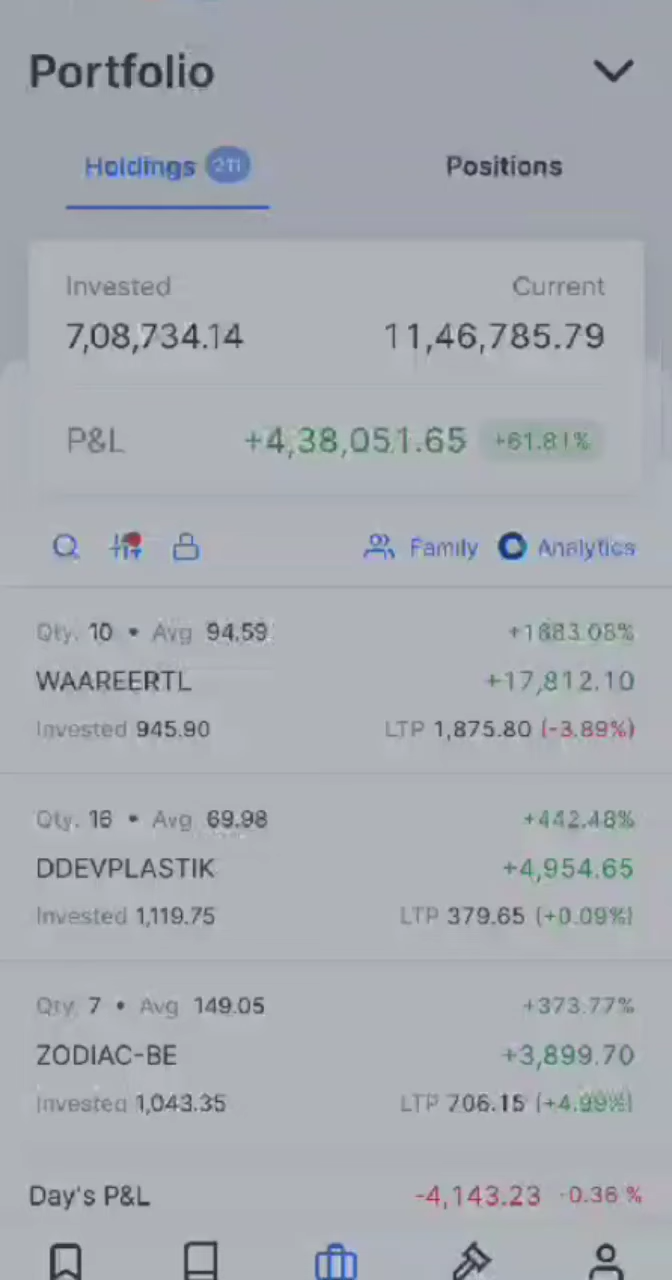 Portfolio
Holdings 211 Positions
Invested Current
7,08,734.14 11,46,785.79
P&L +4,38,051.65 +61.81%
Family Analytics
Qty. 10 • Avg 94.59 +1883.08%
WAAREERTL +17,812.10
Invested 945.90 LTP 1,875.80 (-3.89%)
Qty. 16 • Avg 69.98 +442.48%
DDEVPLASTIK +4,954.65
Invested 1,119.75 LTP 379.65 (+0.09%)
Qty. 7 • Avg 149.05 +373.77%
ZODIAC-BE +3,899.70
Invested 1,043.35 LTP 706.15 (+4.99%)
Day's P&L -4,143.23 -0.36 %